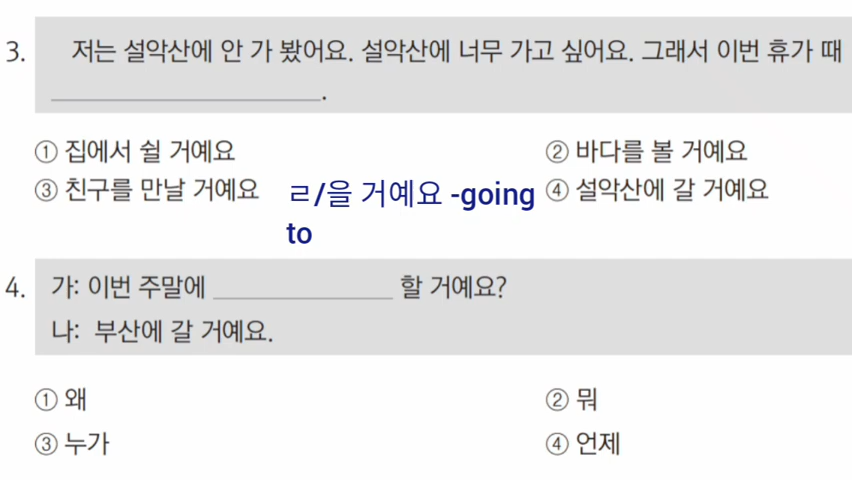 3. 저는 설악산에 안 가 봤어요. 설악산에 너무 가고 싶어요. 그래서 이번 휴가 때
____________________.
① 집에서 쉴 거예요
② 바다를 볼 거예요
③ 친구를 만날 거예요
④ 설악산에 갈 거예요
ㄹ/을 거예요 -going
to
4. 가: 이번 주말에 ______________ 할 거예요?
나: 부산에 갈 거예요.
① 왜
② 뭐
③ 누가
④ 언제